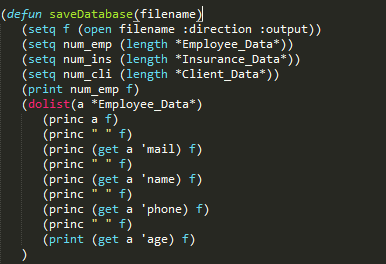 (defun saveDatabase(filename)
   (setq f (open filename :direction :output))
   (setq num_emp (length *Employee_Data*))
   (setq num_ins (length *Insurance_Data*))
   (setq num_cli (length *Client_Data*))
   (print num_emp f)
   (dolist(a *Employee_Data*)
      (princ a f)
      (princ " " f)
      (princ (get a 'mail) f)
      (princ " " f)
      (princ (get a 'name) f)
      (princ " " f)
      (princ (get a 'phone) f)
      (princ " " f)
      (print (get a 'age) f)
   )